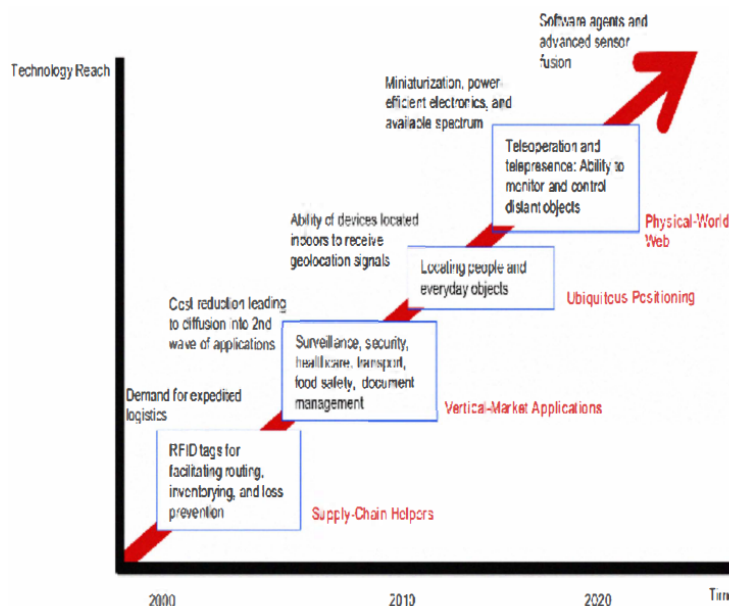 Software agents and
advanced sensor
fusion
Technology Reach
Miniaturization, power-
efficient electronics, and
available spectrum
Teleoperation and
telepresence: Ability to
monitor and control
distant objects
Physical-World
Web
Ability of devices located
indoors to receive
geolocation signals
Locating people and
everyday objects
Ubiquitous Positioning
Cost reduction leading
to diffusion into 2nd
wave of applications
Surveillance, security,
healthcare, transport,
food safety, document
management
Vertical-Market Applications
Demand for expedited
logistics
RFID tags for
facilitating routing,
inventorying, and loss
prevention
Supply-Chain Helpers
2000
2010
2020
Time